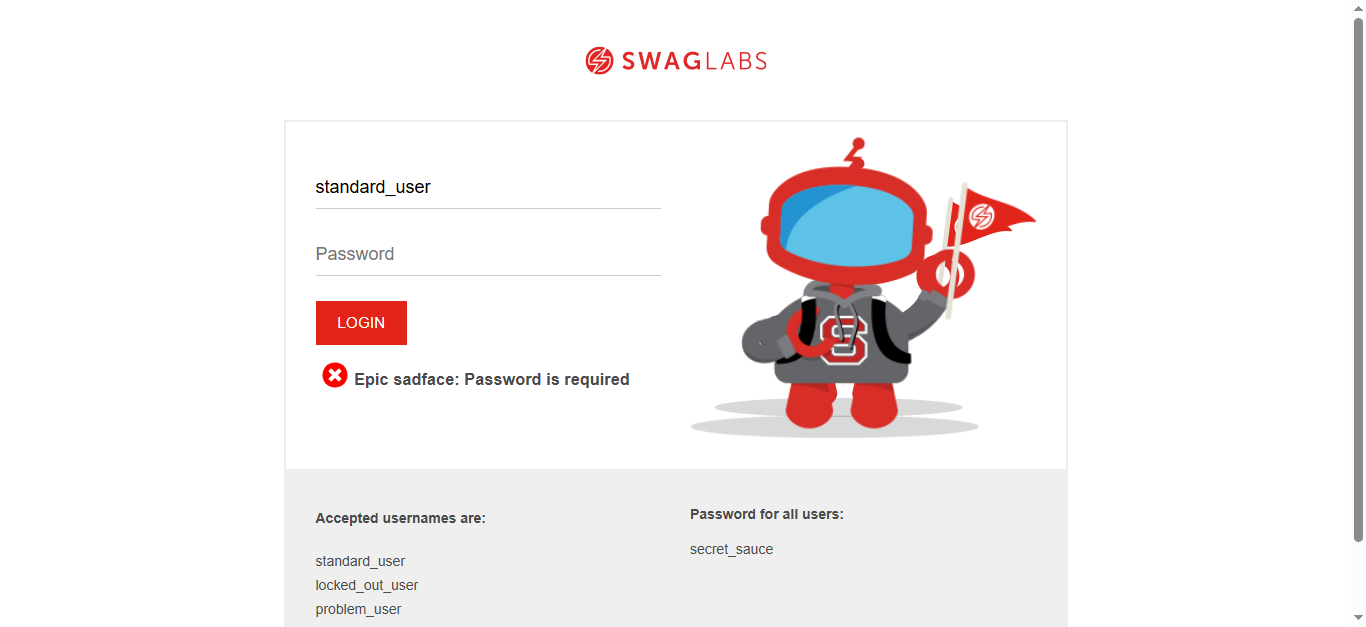 SWAGLABS
standard_user
Password
LOGIN
Epic sadface: Password is required
S
Accepted usernames are:
standard_user
locked_out_user
problem_user
Password for all users:
secret_sauce